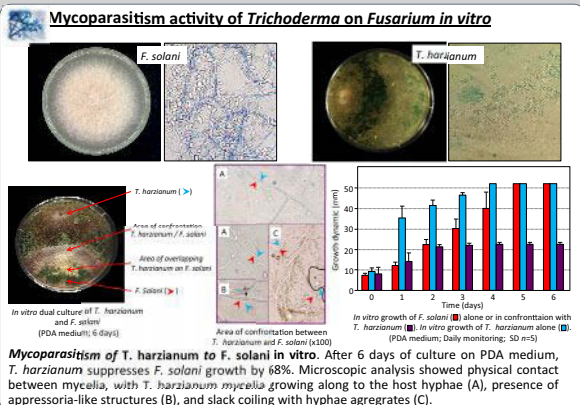 Mycoparasitism activity of Trichoderma on Fusarium in vitro
F. solani
T. harzianum
T. harzianum (➤)
Area of confrontation
T. harzianum / F. solani
Area of overlapping
T. harzianum on F. solani
F. Solani (➤)
In vitro dual culture of T. harzianum
and F. solani
(PDA medium; 6 days)
A
A
C
B
Area of confrontation between
T. harzianum and F. solani (x100)
Growth dynamic (mm)
50
40
30
20
10
0
0 1 2 3 4 5 6
Time (days)
In vitro growth of F. solani (■) alone or in confronttaion with
T. harzianum (■). In vitro growth of T. harzianum alone (■).
(PDA medium; Daily monitoring; SD n=5)
Mycoparasitism of T. harzianum to F. solani in vitro. After 6 days of culture on PDA medium,
T. harzianum suppresses F. solani growth by 68%. Microscopic analysis showed physical contact
between mycelia, with T. harzianum mycelia growing along to the host hyphae (A), presence of
appressoria-like structures (B), and slack coiling with hyphae agregrates (C).